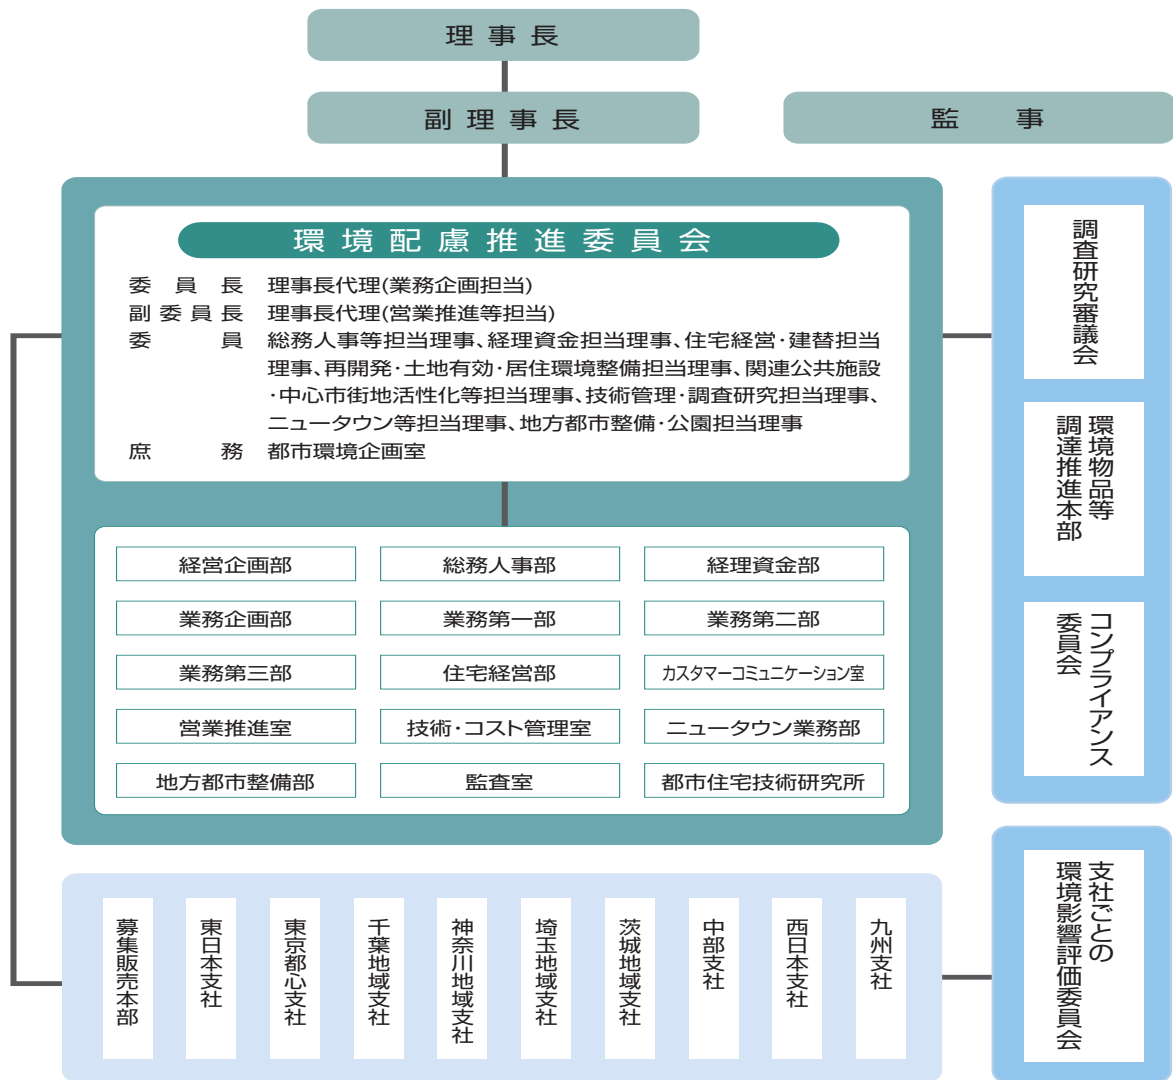 理事長
副理事長
監事
環境配慮推進委員会
委員長 理事長代理(業務企画担当)
副委員長 理事長代理(営業推進等担当)
委員 総務人事等担当理事、経理資金担当理事、住宅経営・建替担当
理事、再開発・土地有効・居住環境整備担当理事、関連公共施設
・中心市街地活性化等担当理事、技術管理・調査研究担当理事、
ニュータウン等担当理事、地方都市整備・公園担当理事
庶務 都市環境企画室
経営企画部
総務人事部
経理資金部
業務企画部
業務第一部
業務第二部
業務第三部
住宅経営部
カスタマーコミュニケーション室
営業推進室
技術・コスト管理室
ニュータウン業務部
地方都市整備部
監査室
都市住宅技術研究所
調査研究審議会
環境物品等
調達推進本部
コンプライアンス
委員会
募集販売本部
東日本支社
東京都心支社
千葉地域支社
神奈川地域支社
埼玉地域支社
茨城地域支社
中部支社
西日本支社
九州支社
支社ごとの
環境影響評価委員会